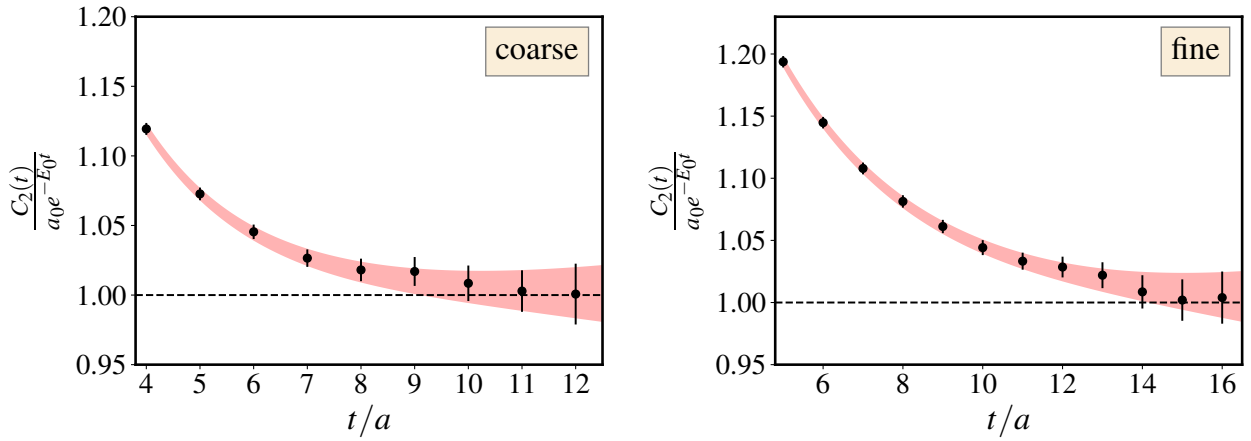 coarse
1.20
1.15
1.10
1.05
1.00
0.95
C₂(t)
a₀e^{−E₀t}
4 5 6 7 8 9 10 11 12
t/a
fine
1.20
1.15
1.10
1.05
1.00
0.95
C₂(t)
a₀e^{−E₀t}
6 8 10 12 14 16
t/a